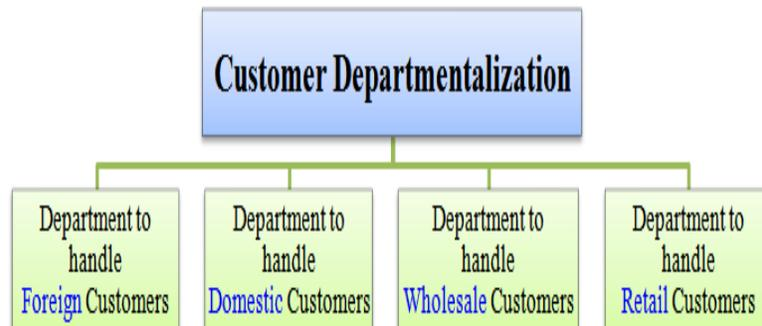 Customer Departmentalization
Department to
handle
Foreign Customers
Department to
handle
Domestic Customers
Department to
handle
Wholesale Customers
Department to
handle
Retail Customers